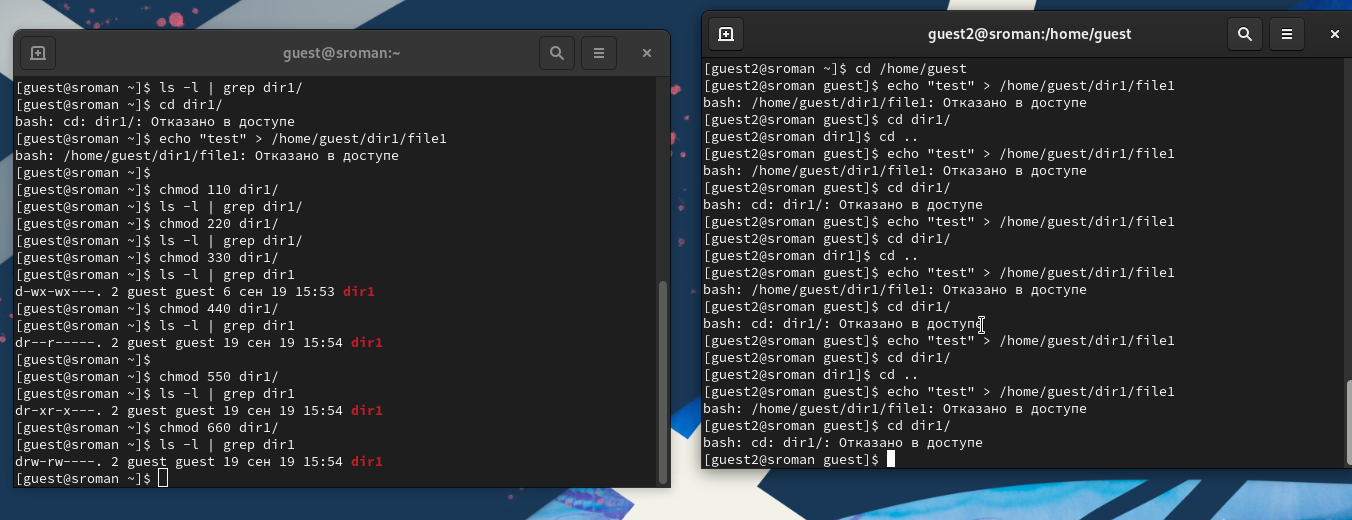 guest@sroman:~
[guest@sroman ~]$ ls -l | grep dir1/
[guest@sroman ~]$ cd dir1/
bash: cd: dir1/: Отказано в доступе
[guest@sroman ~]$ echo "test" > /home/guest/dir1/file1
bash: /home/guest/dir1/file1: Отказано в доступе
[guest@sroman ~]$
[guest@sroman ~]$ chmod 110 dir1/
[guest@sroman ~]$ ls -l | grep dir1/
[guest@sroman ~]$ chmod 220 dir1/
[guest@sroman ~]$ ls -l | grep dir1/
[guest@sroman ~]$ chmod 330 dir1/
[guest@sroman ~]$ ls -l | grep dir1
d-wx-wx---. 2 guest guest 6 сен 19 15:53 dir1
[guest@sroman ~]$ chmod 440 dir1/
[guest@sroman ~]$ ls -l | grep dir1
dr--r-----. 2 guest guest 19 сен 19 15:54 dir1
[guest@sroman ~]$
[guest@sroman ~]$ chmod 550 dir1/
[guest@sroman ~]$ ls -l | grep dir1
dr-xr-x---. 2 guest guest 19 сен 19 15:54 dir1
[guest@sroman ~]$ chmod 660 dir1/
[guest@sroman ~]$ ls -l | grep dir1
drw-rw----. 2 guest guest 19 сен 19 15:54 dir1
[guest@sroman ~]$
guest2@sroman:/home/guest
[guest2@sroman ~]$ cd /home/guest
[guest2@sroman guest]$ echo "test" > /home/guest/dir1/file1
bash: /home/guest/dir1/file1: Отказано в доступе
[guest2@sroman guest]$ cd dir1/
[guest2@sroman dir1]$ cd ..
[guest2@sroman guest]$ echo "test" > /home/guest/dir1/file1
bash: /home/guest/dir1/file1: Отказано в доступе
[guest2@sroman guest]$ cd dir1/
bash: cd: dir1/: Отказано в доступе
[guest2@sroman guest]$ echo "test" > /home/guest/dir1/file1
[guest2@sroman guest]$ cd dir1/
[guest2@sroman dir1]$ cd ..
[guest2@sroman guest]$ echo "test" > /home/guest/dir1/file1
bash: /home/guest/dir1/file1: Отказано в доступе
[guest2@sroman guest]$ cd dir1/
bash: cd: dir1/: Отказано в доступе
[guest2@sroman guest]$ echo "test" > /home/guest/dir1/file1
[guest2@sroman guest]$ cd dir1/
[guest2@sroman dir1]$ cd ..
[guest2@sroman guest]$ echo "test" > /home/guest/dir1/file1
bash: /home/guest/dir1/file1: Отказано в доступе
[guest2@sroman guest]$ cd dir1/
bash: cd: dir1/: Отказано в доступе
[guest2@sroman guest]$